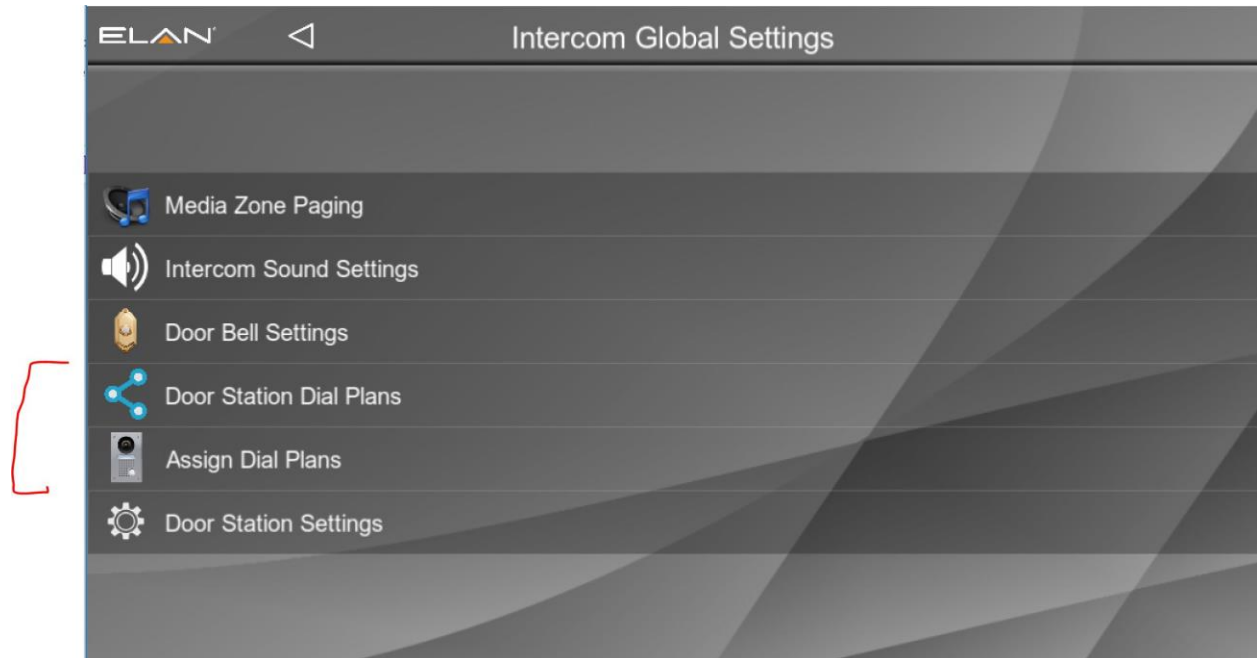 ELAN
Intercom Global Settings
Media Zone Paging
Intercom Sound Settings
Door Bell Settings
Door Station Dial Plans
Assign Dial Plans
Door Station Settings